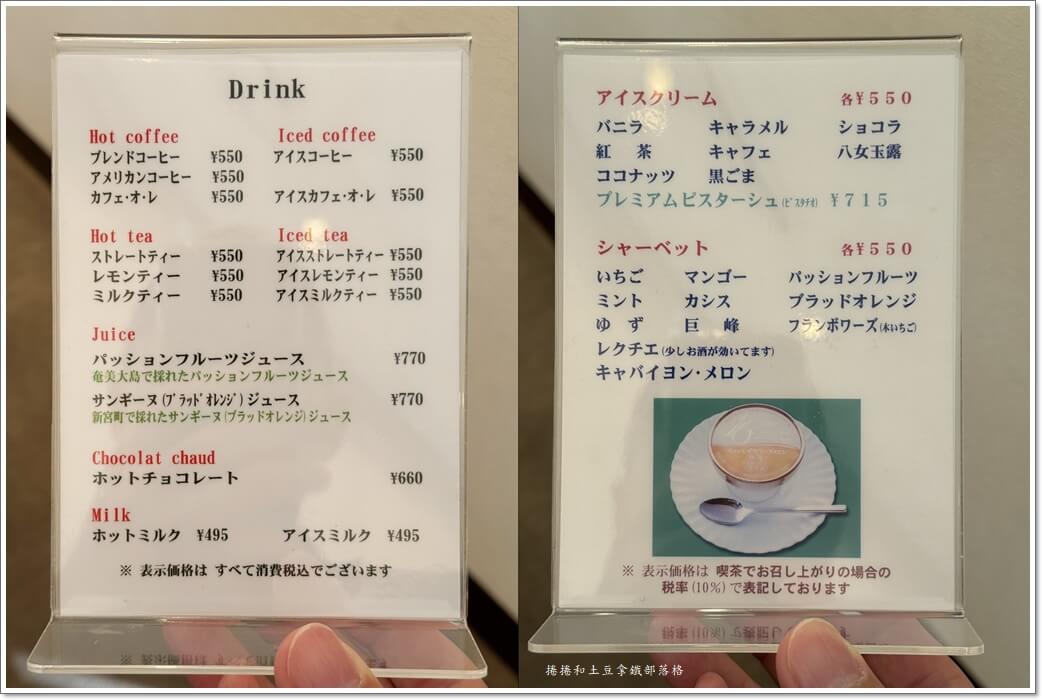 Drink
Hot coffee
ブレンドコーヒー ¥550
アメリカンコーヒー ¥550
カフェ・オ・レ ¥550
Iced coffee
アイスコーヒー ¥550
アイスカフェ・オ・レ ¥550
Hot tea
ストレートティー ¥550
レモンティー ¥550
ミルクティー ¥550
Iced tea
アイスストレートティー ¥550
アイスレモンティー ¥550
アイスミルクティー ¥550
Juice
パッションフルーツジュース ¥770
奄美大島で採れたパッションフルーツジュース
サンギーヌ(ブラッドオレンジ)ジュース ¥770
新宮町で採れたサンギーヌ(ブラッドオレンジ)ジュース
Chocolat chaud
ホットチョコレート ¥660
Milk
ホットミルク ¥495 アイスミルク ¥495
※ 表示価格は すべて消費税込でございます
アイスクリーム 各¥550
バニラ キャラメル ショコラ
紅 茶 キャフェ 八女玉露
ココナッツ 黒ごま
プレミアムピスターシュ(ピスタチオ) ¥715
シャーベット 各¥550
いちご マンゴー パッションフルーツ
ミント カシス ブラッドオレンジ
ゆ ず 巨 峰 フランボワーズ(木いちご)
レクチエ(少しお酒が効いてます)
キャバイヨン・メロン
※ 表示価格は 喫茶でお召し上がりの場合の
税率(10%)で表記しております
捲捲和土豆拿鐵部落格